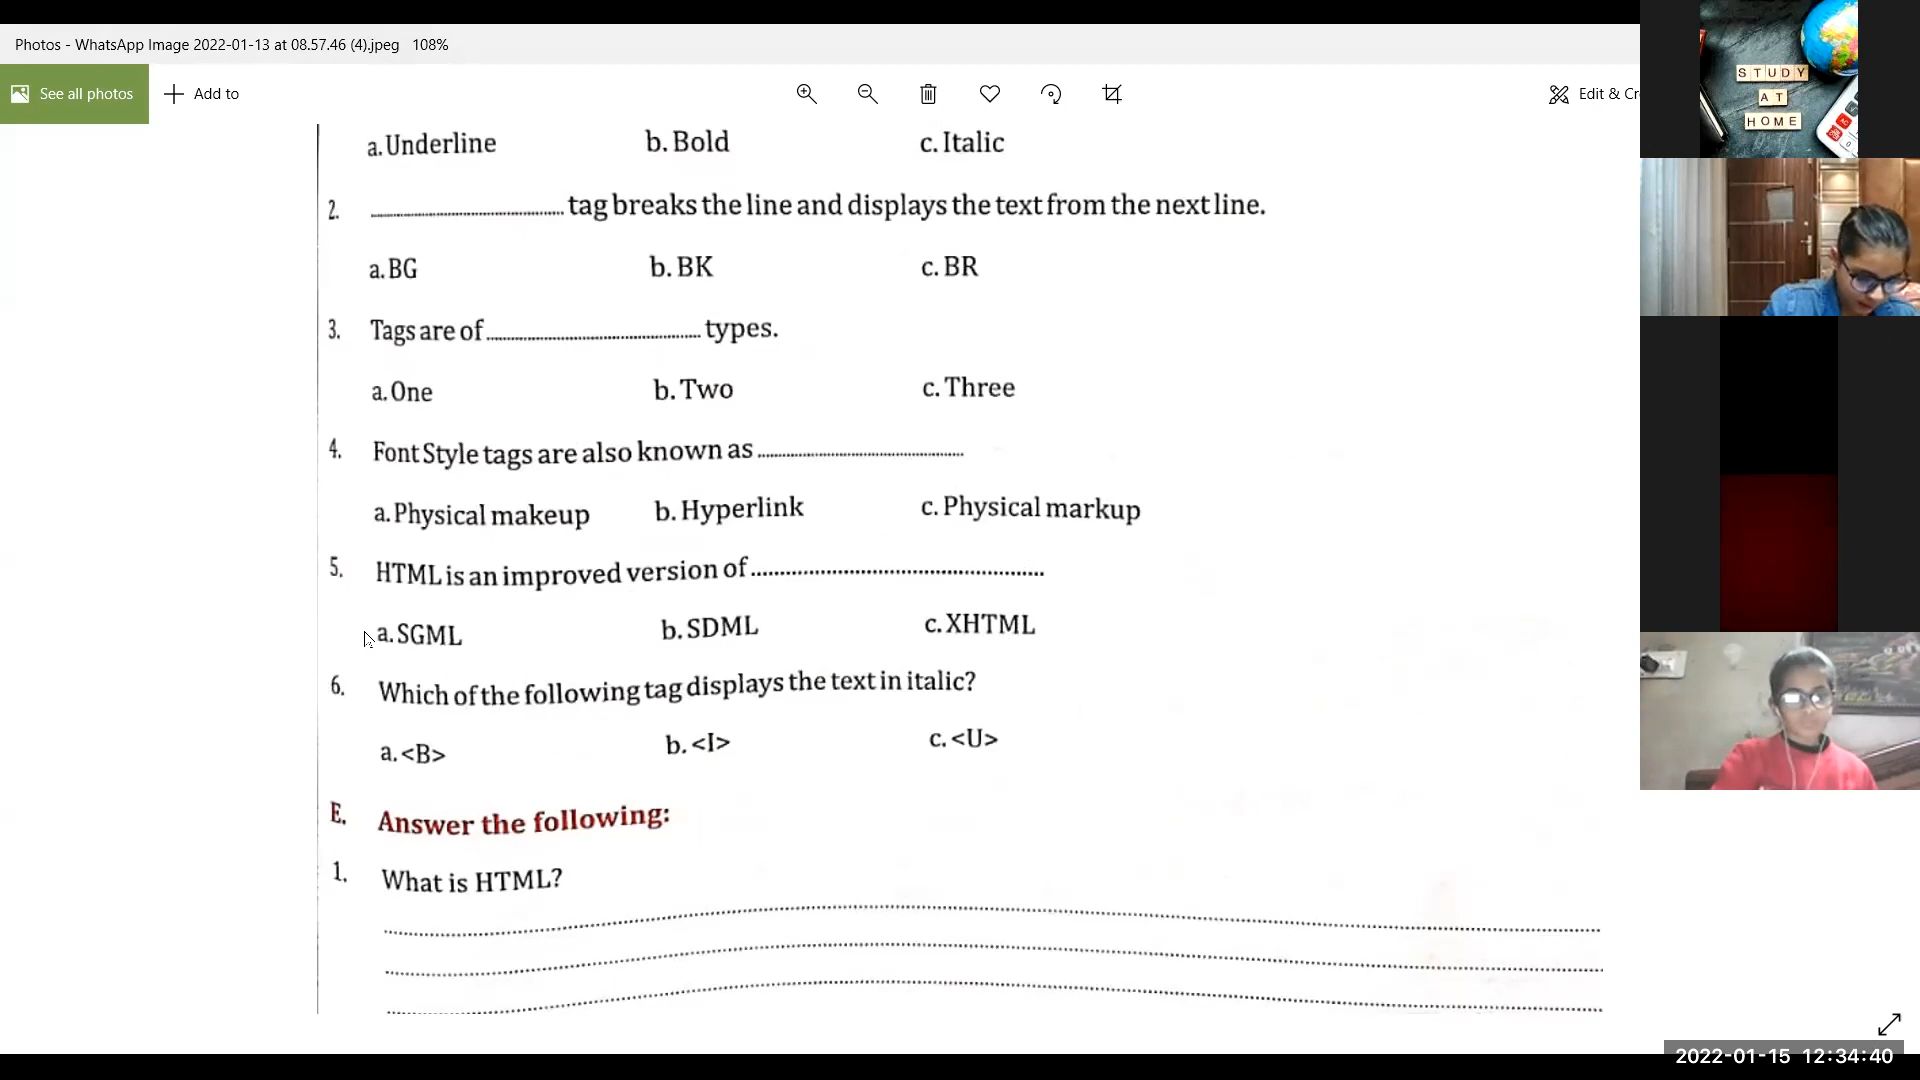 Photos - WhatsApp Image 2022-01-13 at 08.57.46 (4).jpeg 108%
See all photos
Add to
Edit & Cr
STUDY
AT
HOME
a. Underline b. Bold c. Italic
2. ........ tag breaks the line and displays the text from the next line.
a. BG b. BK c. BR
3. Tags are of ........ types.
a. One b. Two c. Three
4. Font Style tags are also known as ........
a. Physical makeup b. Hyperlink c. Physical markup
5. HTML is an improved version of ........
a. SGML b. SDML c. XHTML
6. Which of the following tag displays the text in italic?
a. <B> b. <I> c. <U>
E. Answer the following:
1. What is HTML?
2022-01-15 12:34:40